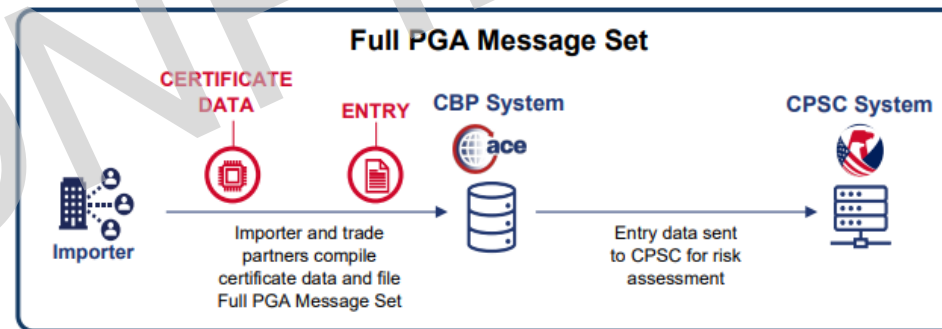 Full PGA Message Set
CERTIFICATE
DATA
ENTRY
CBP System
CPSC System
ace
Importer
Importer and trade
partners compile
certificate data and file
Full PGA Message Set
Entry data sent
to CPSC for risk
assessment